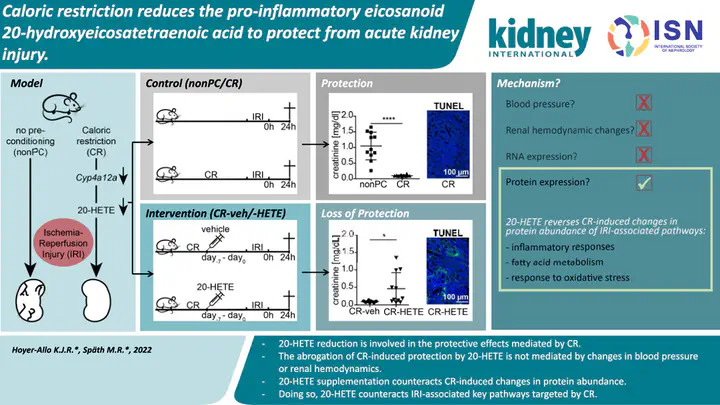 Caloric restriction reduces the pro-inflammatory eicosanoid
20-hydroxyeicosatetraenoic acid to protect from acute kidney
injury.
kidney
INTERNATIONAL
ISN
INTERNATIONAL SOCIETY
OF NEPHROLOGY
Model
no pre-
conditioning
(nonPC)
Caloric
restriction
(CR)
Cyp4a12a
20-HETE
Ischemia-
Reperfusion
Injury (IRI)
Control (nonPC/CR)
IRI
0h 24h
CR IRI
0h 24h
Intervention (CR-veh/-HETE)
vehicle
CR IRI
day-7 - day0 0h 24h
20-HETE
CR IRI
day-7 - day0 0h 24h
Protection
creatinine [mg/dl]
2.0
1.5
1.0
0.5
0.0
****
nonPC CR
TUNEL
100 µm
CR
Loss of Protection
creatinine [mg/dL]
2.0
1.5
1.0
0.5
0.0
*
CR-veh CR-HETE
TUNEL
100 µm
CR-HETE
Mechanism?
Blood pressure?
Renal hemodynamic changes?
RNA expression?
Protein expression?
20-HETE reverses CR-induced changes in
protein abundance of IRI-associated pathways:
- inflammatory responses
- fatty acid metabolism
- response to oxidative stress
Hoyer-Allo K.J.R.*, Späth M.R.*, 2022
- 20-HETE reduction is involved in the protective effects mediated by CR.
- The abrogation of CR-induced protection by 20-HETE is not mediated by changes in blood pressure
or renal hemodynamics.
- 20-HETE supplementation counteracts CR-induced changes in protein abundance.
- Doing so, 20-HETE counteracts IRI-associated key pathways targeted by CR.